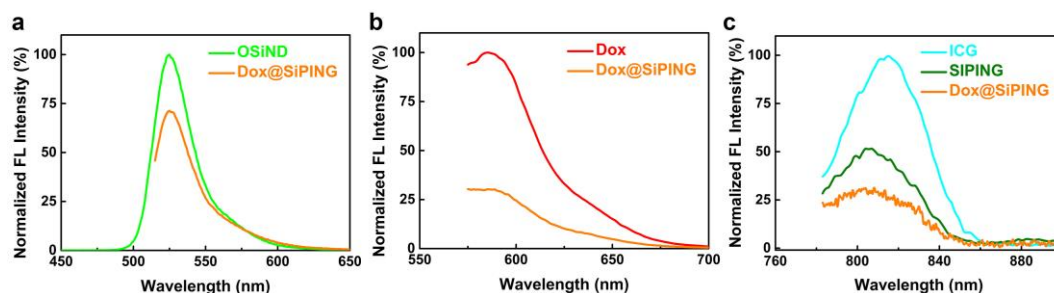 a
Normalized FL Intensity (%)
100
75
50
25
0
450
500
550
600
650
Wavelength (nm)
OSiND
Dox@SiPING
b
Normalized FL Intensity (%)
100
75
50
25
0
550
600
650
700
Wavelength (nm)
Dox
Dox@SiPING
c
Normalized FL Intensity (%)
100
75
50
25
0
760
800
840
880
Wavelength (nm)
ICG
SIPING
Dox@SiPING